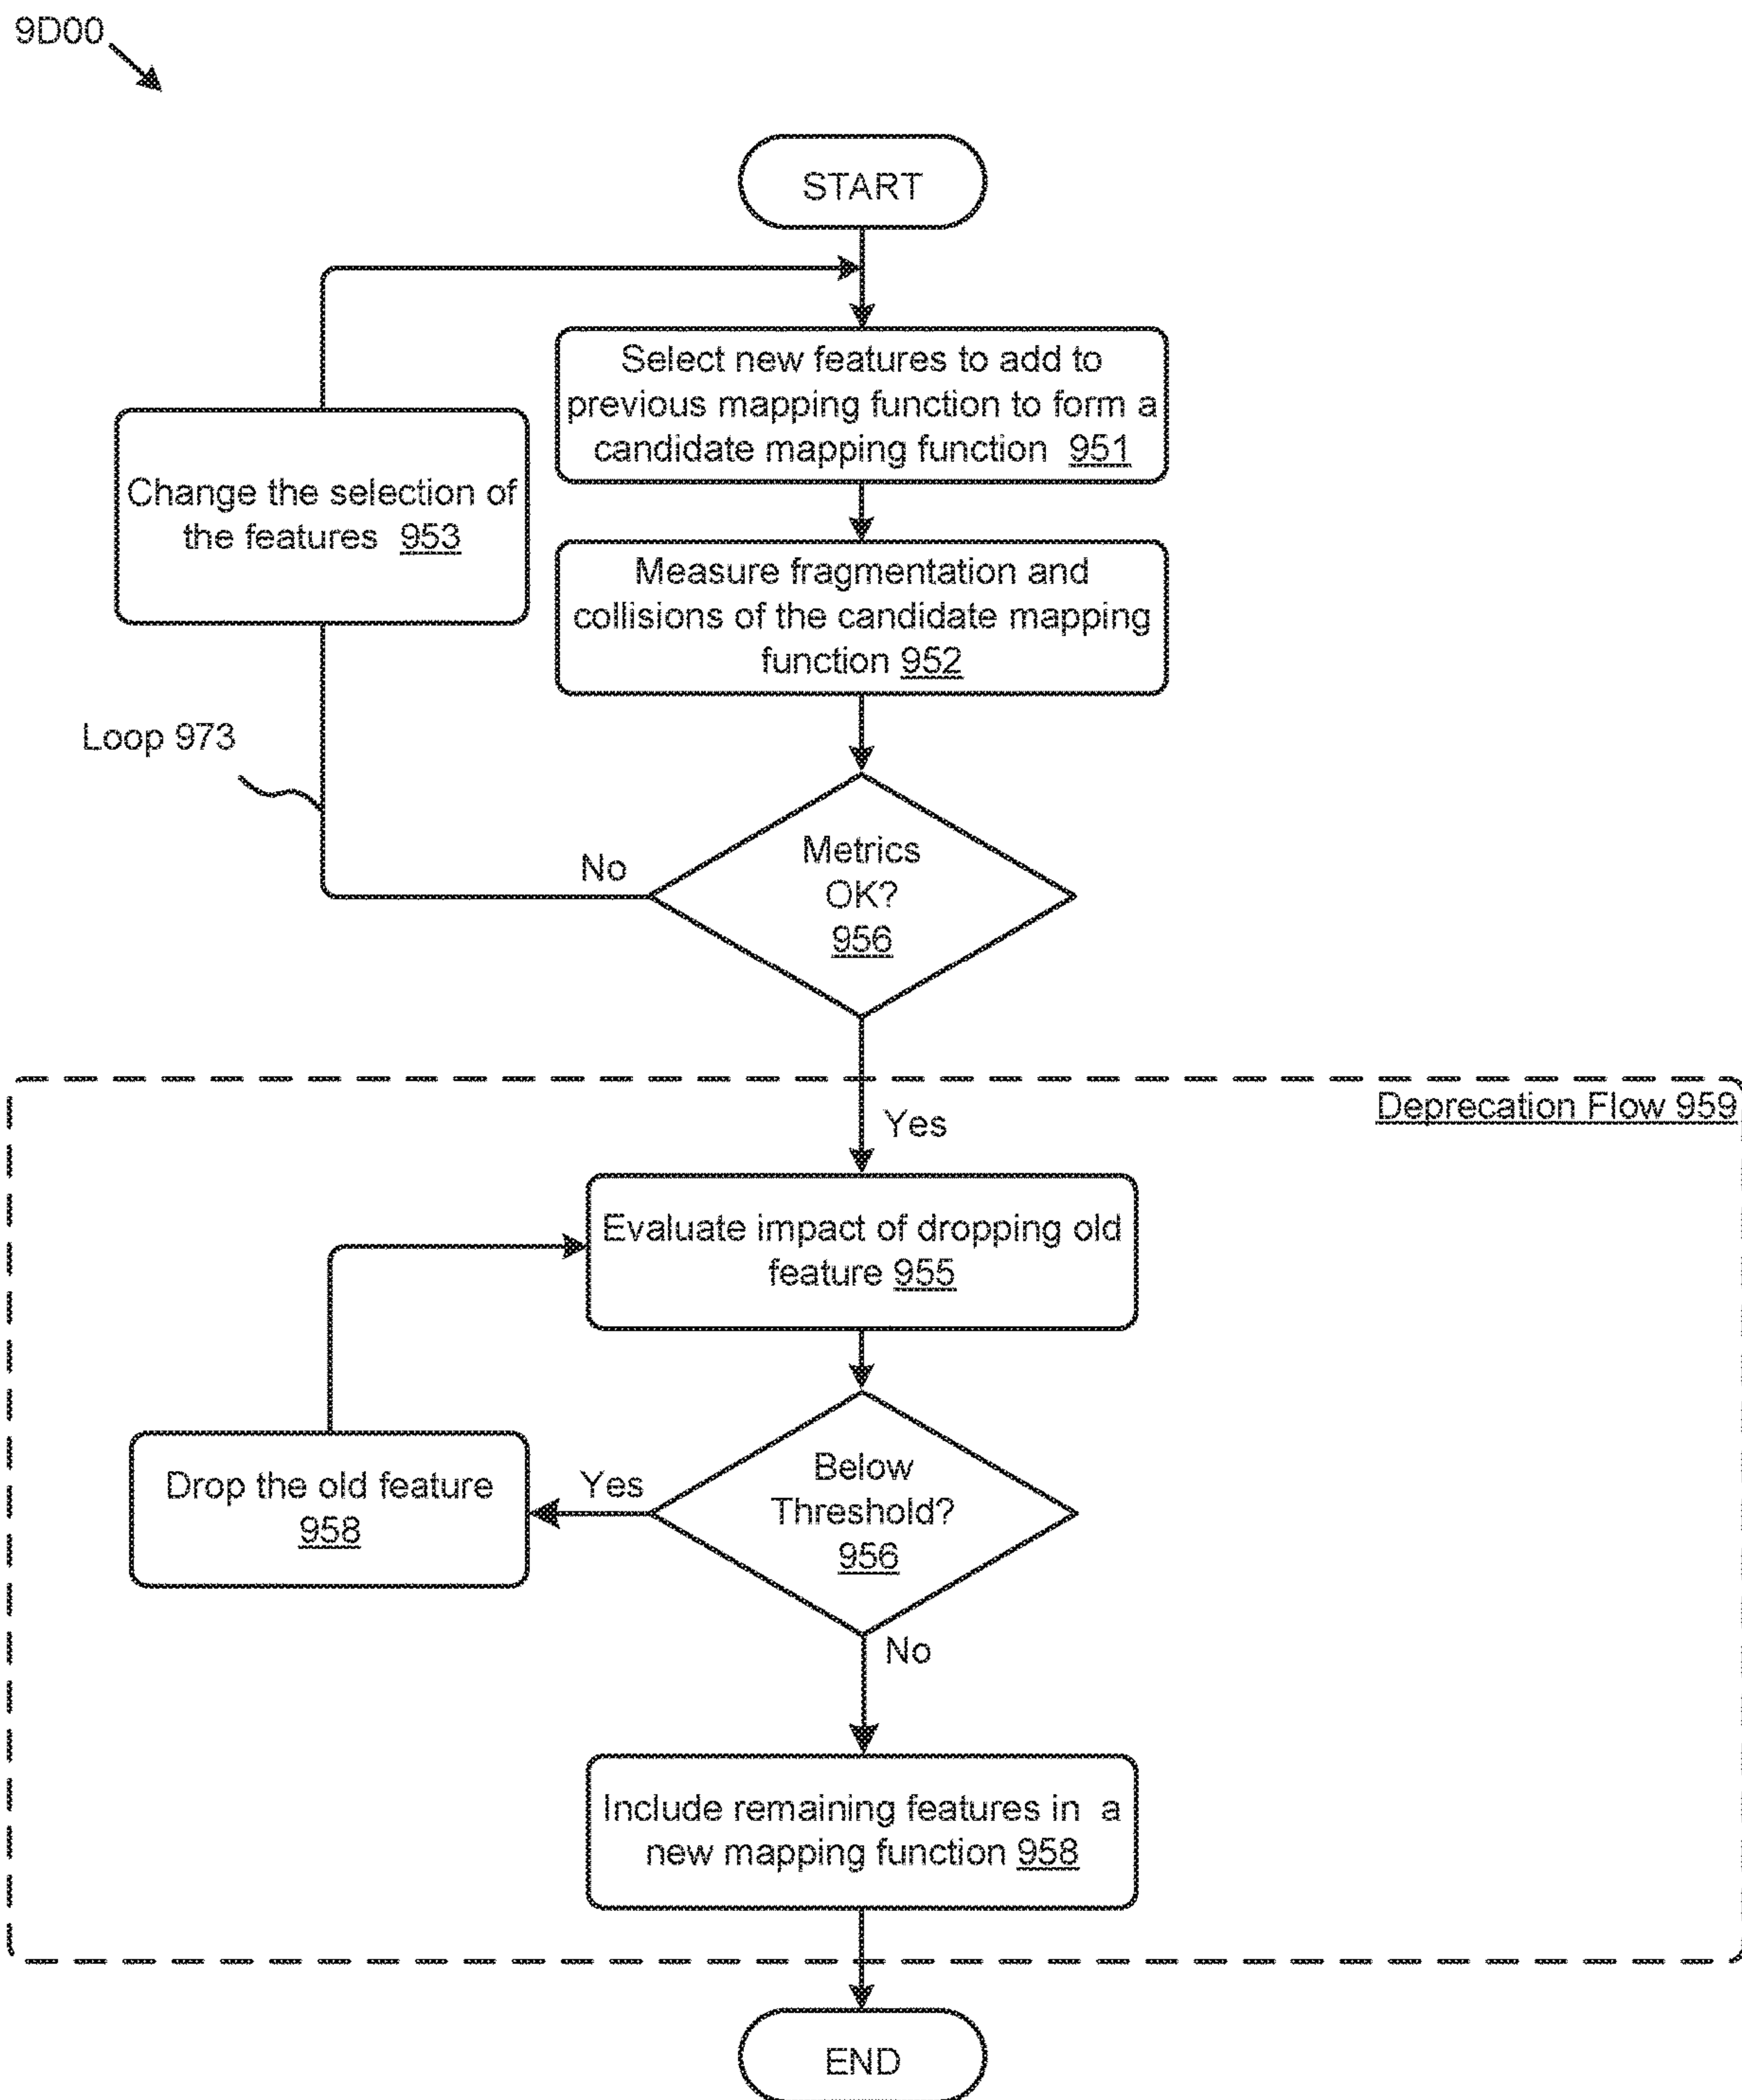 9D00
START
Select new features to add to
previous mapping function to form a
candidate mapping function 951
Change the selection of
the features 953
Measure fragmentation and
collisions of the candidate mapping
function 952
Loop 973
Metrics
OK?
956
No
Yes
Deprecation Flow 959
Evaluate impact of dropping old
feature 955
Below
Threshold?
956
Yes
Drop the old feature
958
No
Include remaining features in a
new mapping function 958
END